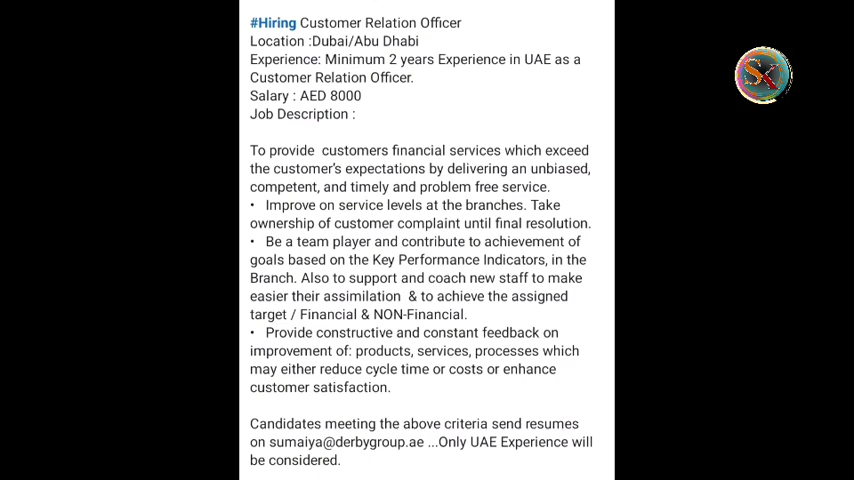 #Hiring Customer Relation Officer
Location :Dubai/Abu Dhabi
Experience: Minimum 2 years Experience in UAE as a
Customer Relation Officer.
Salary : AED 8000
Job Description :
To provide  customers financial services which exceed
the customer's expectations by delivering an unbiased,
competent, and timely and problem free service.
•   Improve on service levels at the branches. Take
ownership of customer complaint until final resolution.
•   Be a team player and contribute to achievement of
goals based on the Key Performance Indicators, in the
Branch. Also to support and coach new staff to make
easier their assimilation  & to achieve the assigned
target / Financial & NON-Financial.
•   Provide constructive and constant feedback on
improvement of: products, services, processes which
may either reduce cycle time or costs or enhance
customer satisfaction.
Candidates meeting the above criteria send resumes
on sumaiya@derbygroup.ae ...Only UAE Experience will
be considered.
SK